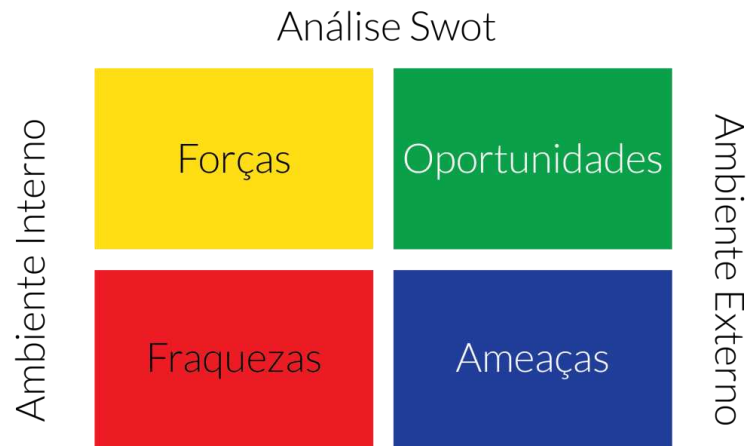 Análise Swot
Ambiente Interno
Forças
Oportunidades
Fraquezas
Ameaças
Ambiente Externo